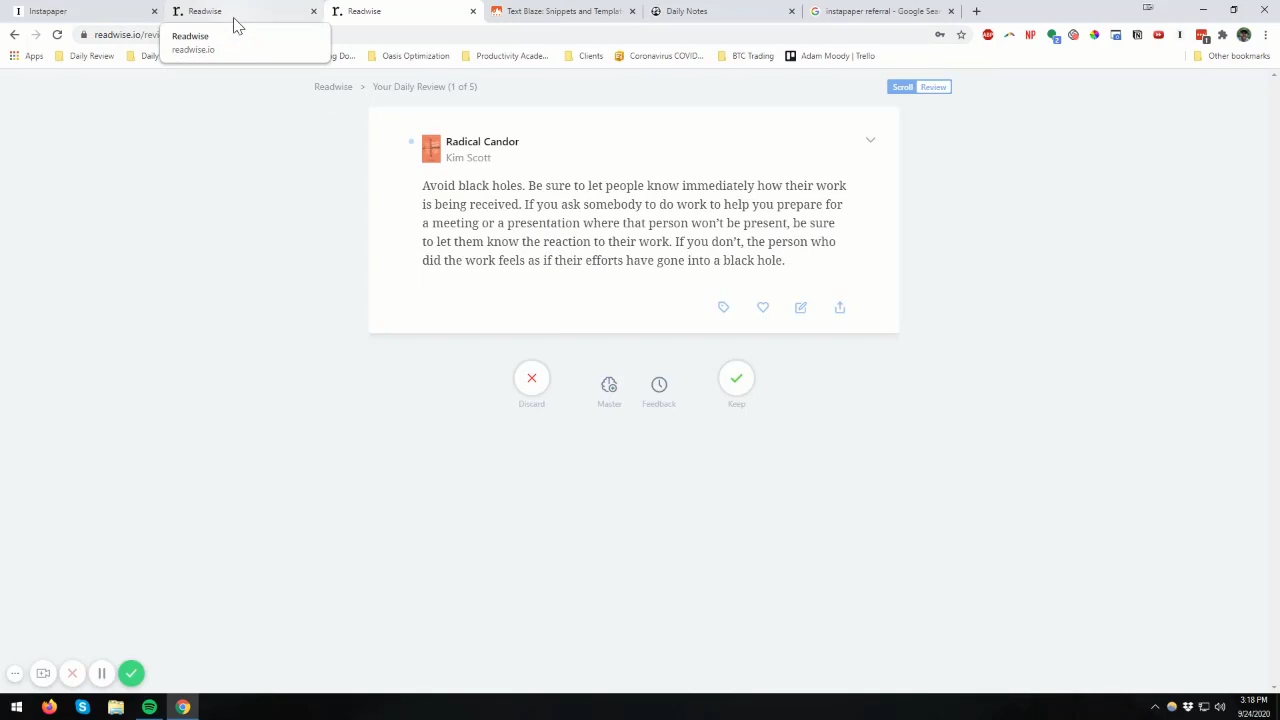 Instapaper
Readwise
Readwise
Text Blaze: Snippets and Templat
Daily Notes
instapaper referral - Google Sea
readwise.io/revi
Readwise
readwise.io
Apps
Daily Review
Daily
ng Do...
Oasis Optimization
Productivity Acade...
Clients
Coronavirus COVID...
BTC Trading
Adam Moody | Trello
Other bookmarks
Readwise > Your Daily Review (1 of 5)
Scroll Review
Radical Candor
Kim Scott
Avoid black holes. Be sure to let people know immediately how their work
is being received. If you ask somebody to do work to help you prepare for
a meeting or a presentation where that person won't be present, be sure
to let them know the reaction to their work. If you don't, the person who
did the work feels as if their efforts have gone into a black hole.
Discard
Master
Feedback
Keep
3:18 PM
9/24/2020